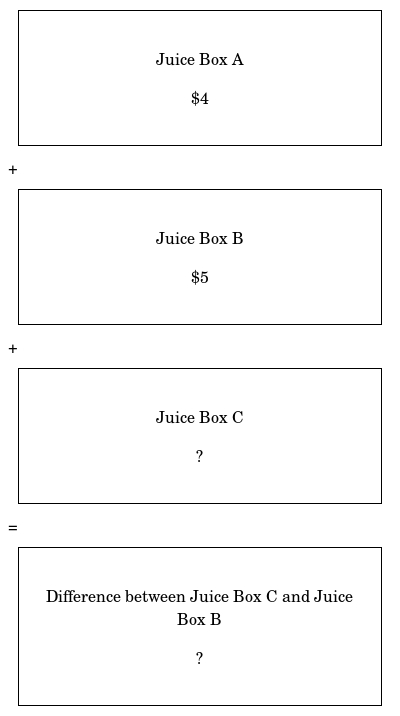 Juice Box A
$4
+
Juice Box B
$5
+
Juice Box C
?
=
Difference between Juice Box C and Juice
Box B
?